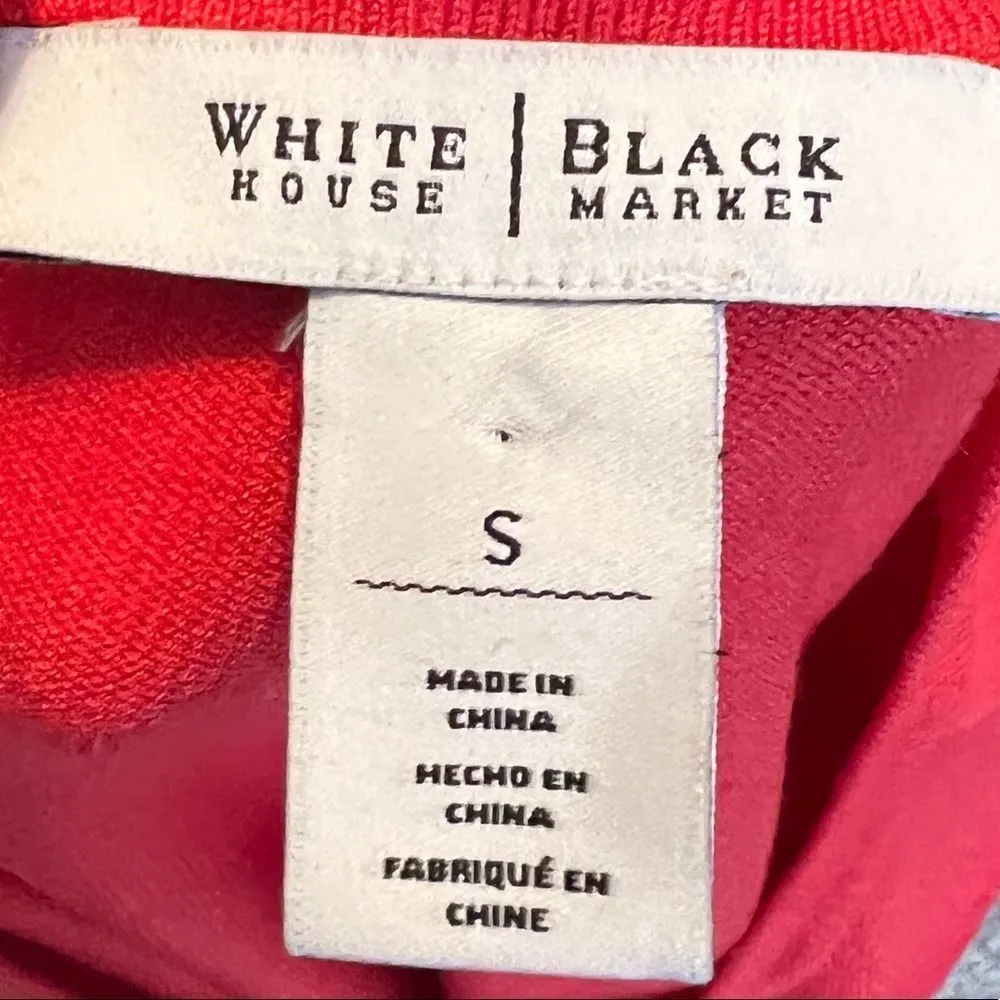 WHITE | BLACK
HOUSE | MARKET
S
MADE IN
CHINA
HECHO EN
CHINA
FABRIQUÉ EN
CHINE